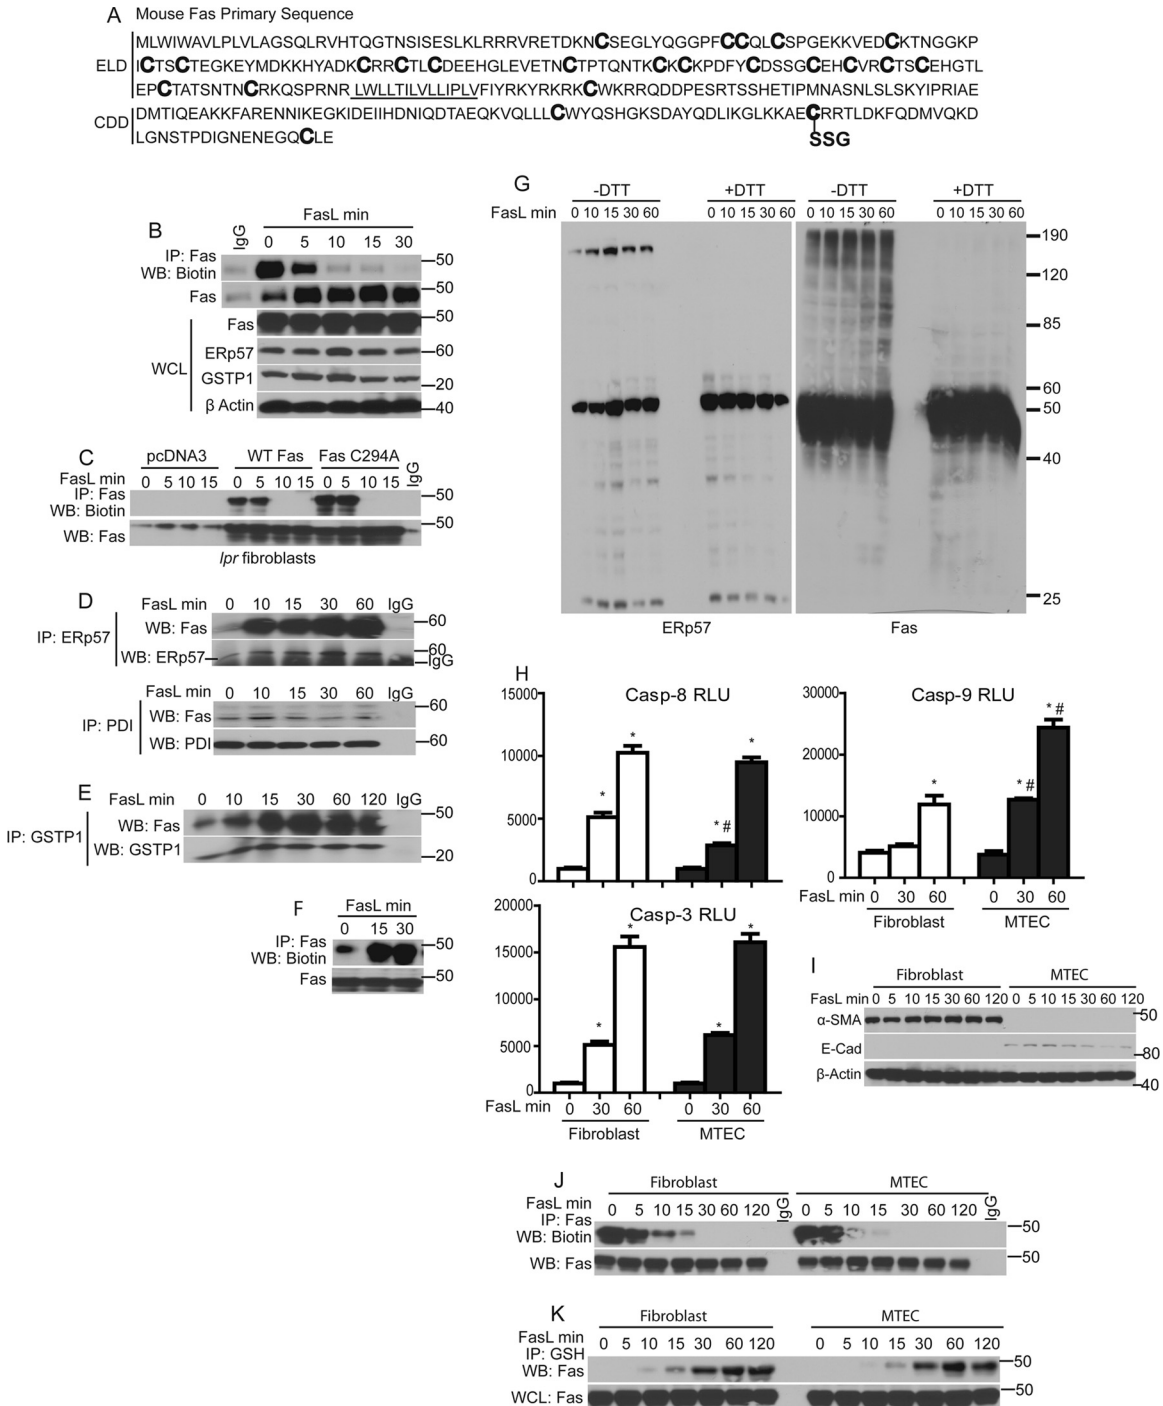 A Mouse Fas Primary Sequence
MLWIWAVLPLVLAGSQLRVHTQGTNSISESLKLRRRVRETDKNCSEGLYQGGPFCCQLCSPGEKKVEDCKTNGGKP
ELD
ICTSCTEGKEYMDKKHYADKCRRCTLCDEEHGLEVETNCTPTQNTKCKCKPDFYCDSSGCEHCVRCTSCEHGTL
EPCTATSNTNCRKQSPRNR LWLLTILVLLIPLVFIYRKYRKRKCWKRRQDDPESRTSSHETIPMNASNLSLSKYIPRIAE
CDD
DMTIQEAKKFARENNIKEGKIDEIIHDNIQDTAEQKVQLLLCWYQSHGKSDAYQDLIKGLKKAECRRTLDKFQDMVQKD
LGNSTPDIGNENEGQCLE
SSG
B
FasL min
IgG 0 5 10 15 30
IP: Fas
WB: Biotin 50
Fas 50
WCL
Fas 50
ERp57 60
GSTP1 20
β Actin 40
C
pcDNA3 WT Fas Fas C294A
FasL min 0 5 10 15 0 5 10 15 0 5 10 15 IgG
IP: Fas
WB: Biotin 50
WB: Fas 50
lpr fibroblasts
D
FasL min 0 10 15 30 60 IgG
IP: ERp57
WB: Fas 60
WB: ERp57 60
IgG
FasL min 0 10 15 30 60 IgG
IP: PDI
WB: Fas 60
WB: PDI 60
E
FasL min 0 10 15 30 60 120 IgG
IP: GSTP1
WB: Fas 50
WB: GSTP1 20
F
FasL min
0 15 30
IP: Fas
WB: Biotin 50
Fas 50
G
-DTT +DTT -DTT +DTT
FasL min 0 10 15 30 60 0 10 15 30 60 0 10 15 30 60 0 10 15 30 60
190
120
85
60
50
40
25
ERp57 Fas
H
Casp-8 RLU
15000
10000
5000
0
* * * # *
Casp-9 RLU
30000
20000
10000
0
* * # * #
FasL min 0 30 60 0 30 60
Fibroblast MTEC
Casp-3 RLU
20000
15000
10000
5000
0
* * * *
FasL min 0 30 60 0 30 60
Fibroblast MTEC
I
Fibroblast MTEC
FasL min 0 5 10 15 30 60 120 0 5 10 15 30 60 120
α-SMA 50
E-Cad 80
β-Actin 40
J
Fibroblast MTEC
FasL min 0 5 10 15 30 60 120 IgG 0 5 10 15 30 60 120 IgG
IP: Fas
WB: Biotin 50
WB: Fas 50
K
Fibroblast MTEC
FasL min 0 5 10 15 30 60 120 0 5 10 15 30 60 120
IP: GSH
WB: Fas 50
WCL: Fas 50